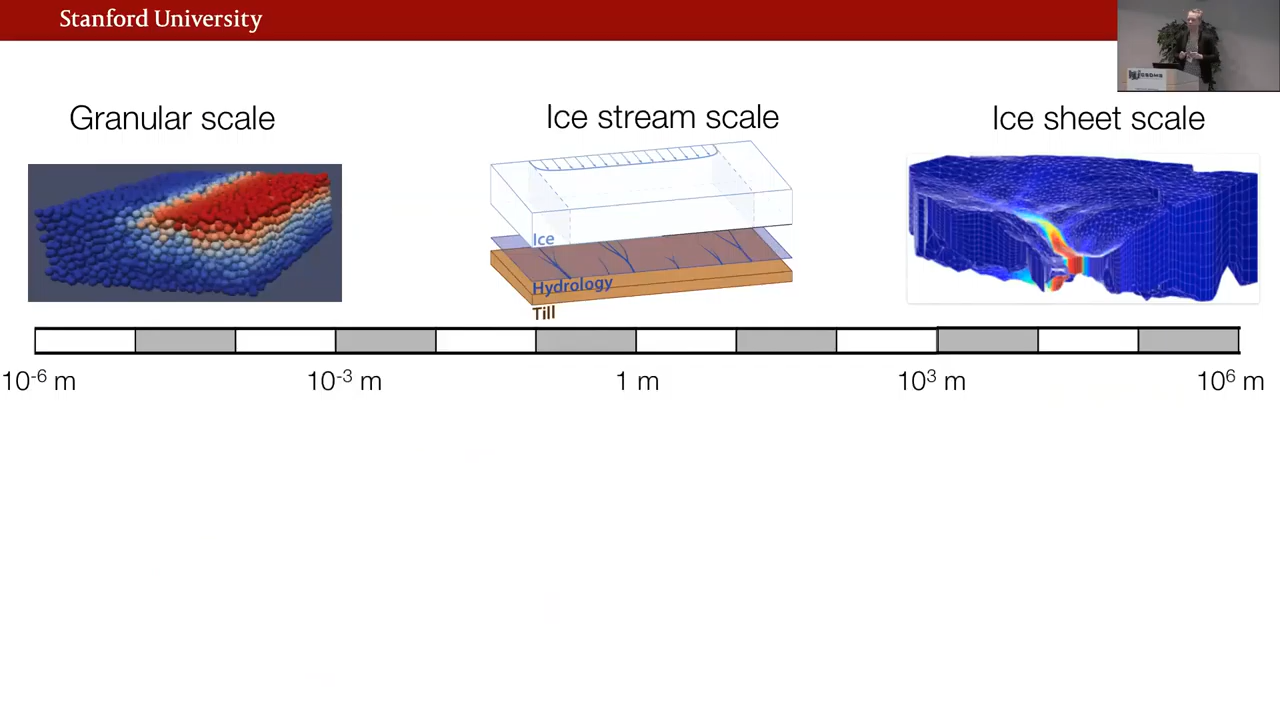 Stanford University
CSDMS
Granular scale
Ice stream scale
Ice sheet scale
Ice
Hydrology
Till
10⁻⁶ m
10⁻³ m
1 m
10³ m
10⁶ m